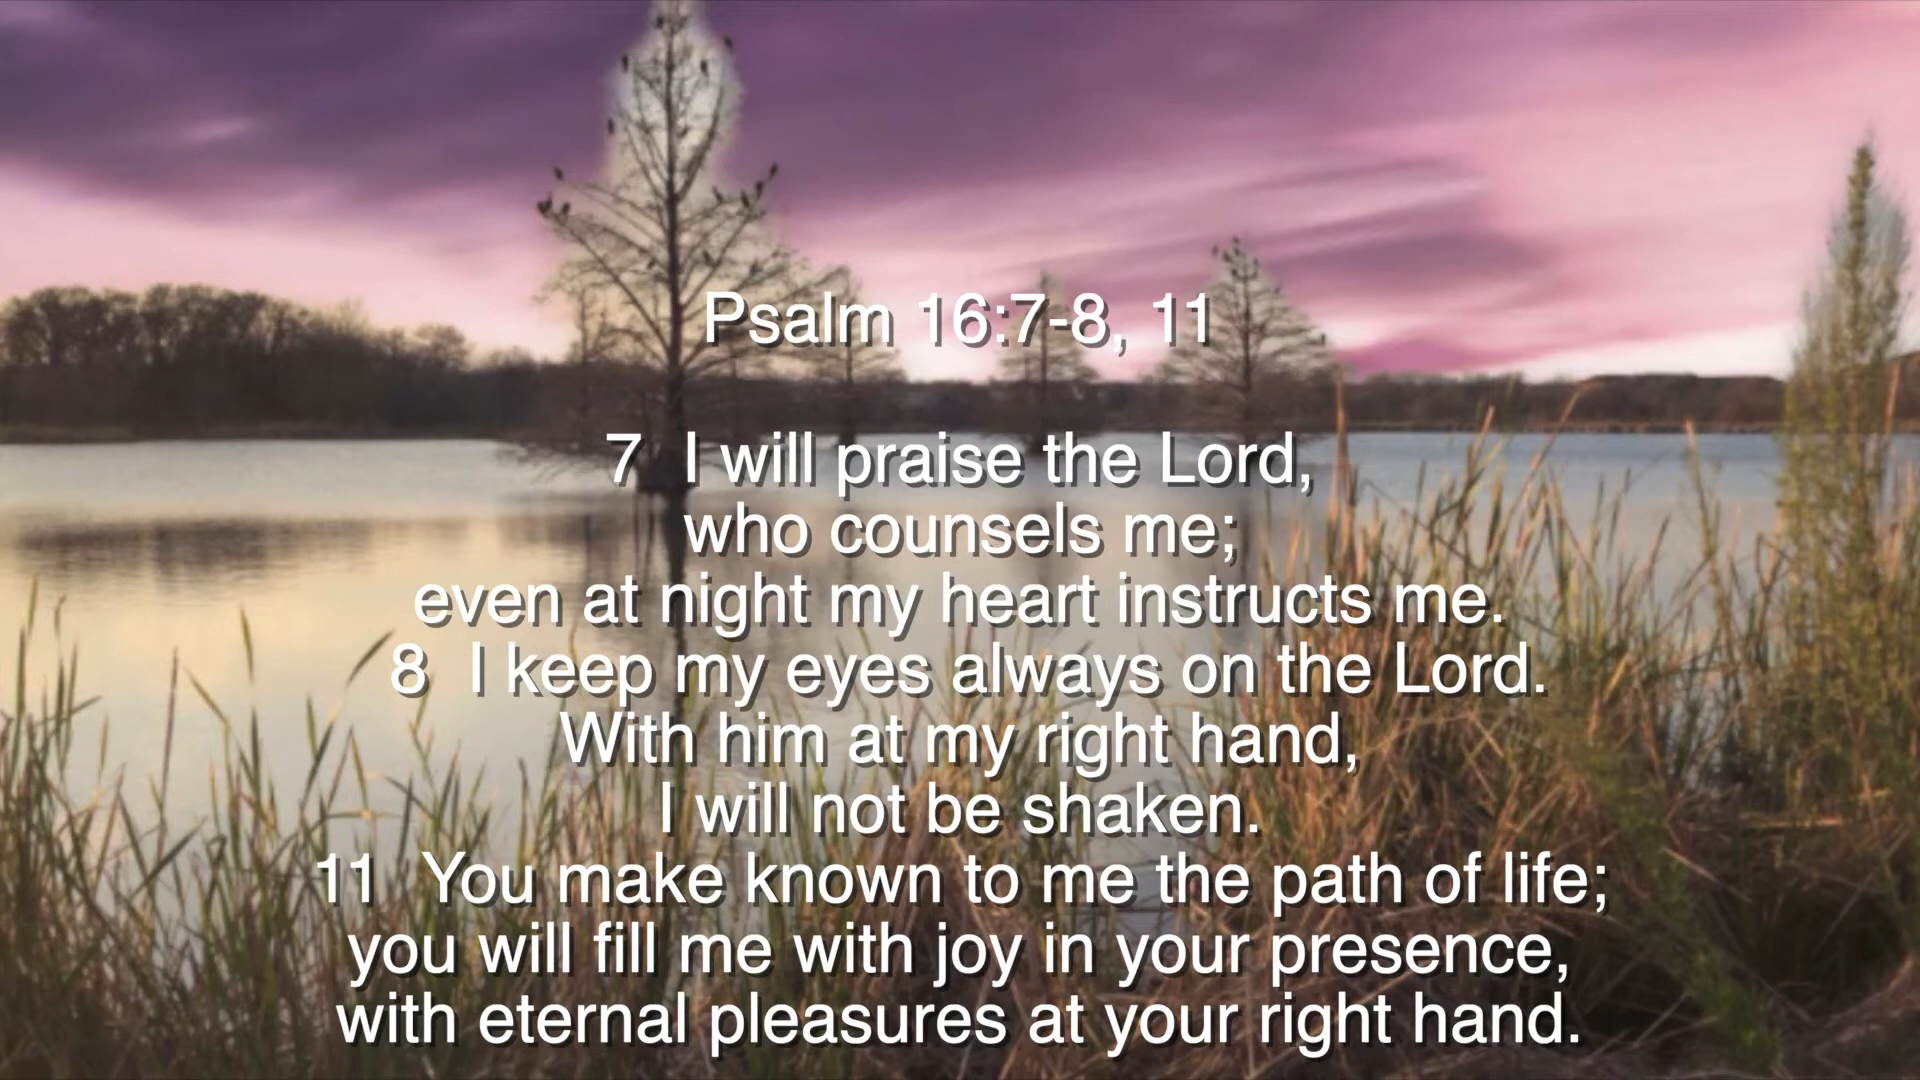 Psalm 16:7-8, 11
7 I will praise the Lord,
who counsels me;
even at night my heart instructs me.
8 I keep my eyes always on the Lord.
With him at my right hand,
I will not be shaken.
11 You make known to me the path of life;
you will fill me with joy in your presence,
with eternal pleasures at your right hand.